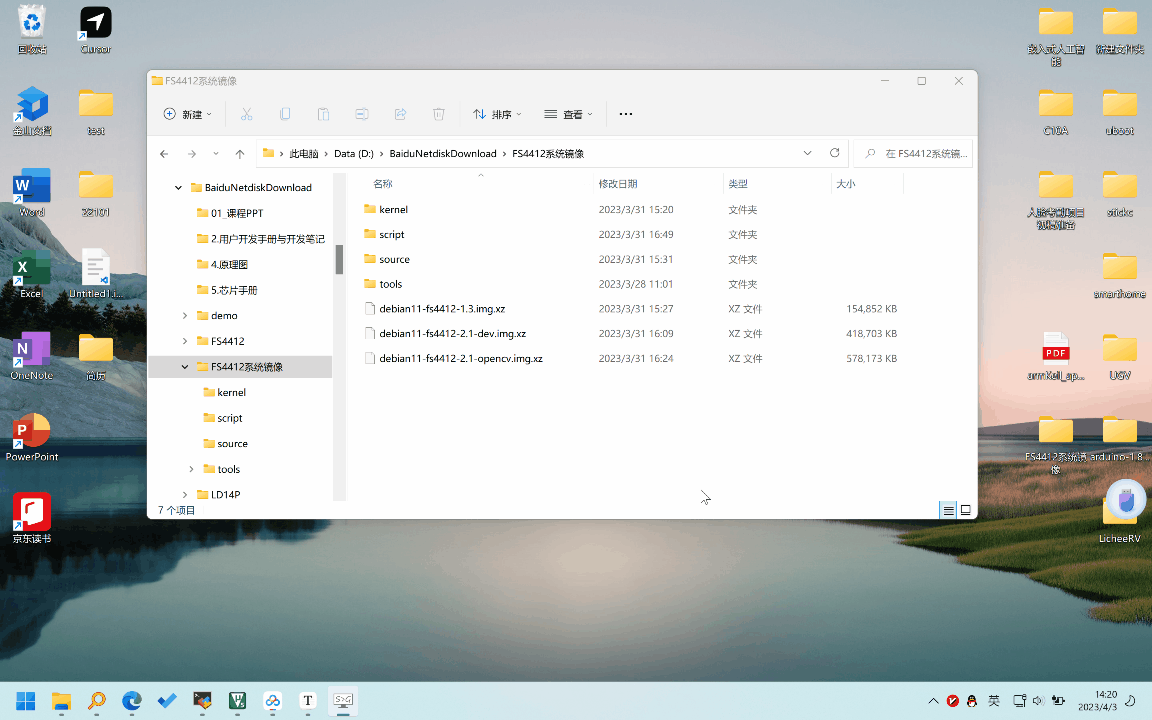 回收站
Cursor
金山文档
test
Word
22101
Excel
Untitled1.i...
OneNote
简历
PowerPoint
京东读书
FS4412系统镜像
新建
排序
查看
此电脑 › Data (D:) › BaiduNetdiskDownload › FS4412系统镜像
在 FS4412系统镜...
BaiduNetdiskDownload
01_课程PPT
2.用户开发手册与开发笔记
4.原理图
5.芯片手册
demo
FS4412
FS4412系统镜像
kernel
script
source
tools
LD14P
名称 修改日期 类型 大小
kernel 2023/3/31 15:20 文件夹
script 2023/3/31 16:49 文件夹
source 2023/3/31 15:31 文件夹
tools 2023/3/28 11:01 文件夹
debian11-fs4412-1.3.img.xz 2023/3/31 15:27 XZ 文件 154,852 KB
debian11-fs4412-2.1-dev.img.xz 2023/3/31 16:09 XZ 文件 418,703 KB
debian11-fs4412-2.1-opencv.img.xz 2023/3/31 16:24 XZ 文件 578,173 KB
7 个项目
嵌入式人工智
能
新建文件夹
C10A
uboot
人脸考勤项目
stickc
smarthome
PDF
UGV
FS4412系统镜
像
arduino-1.8...
LicheeRV
英
14:20
2023/4/3